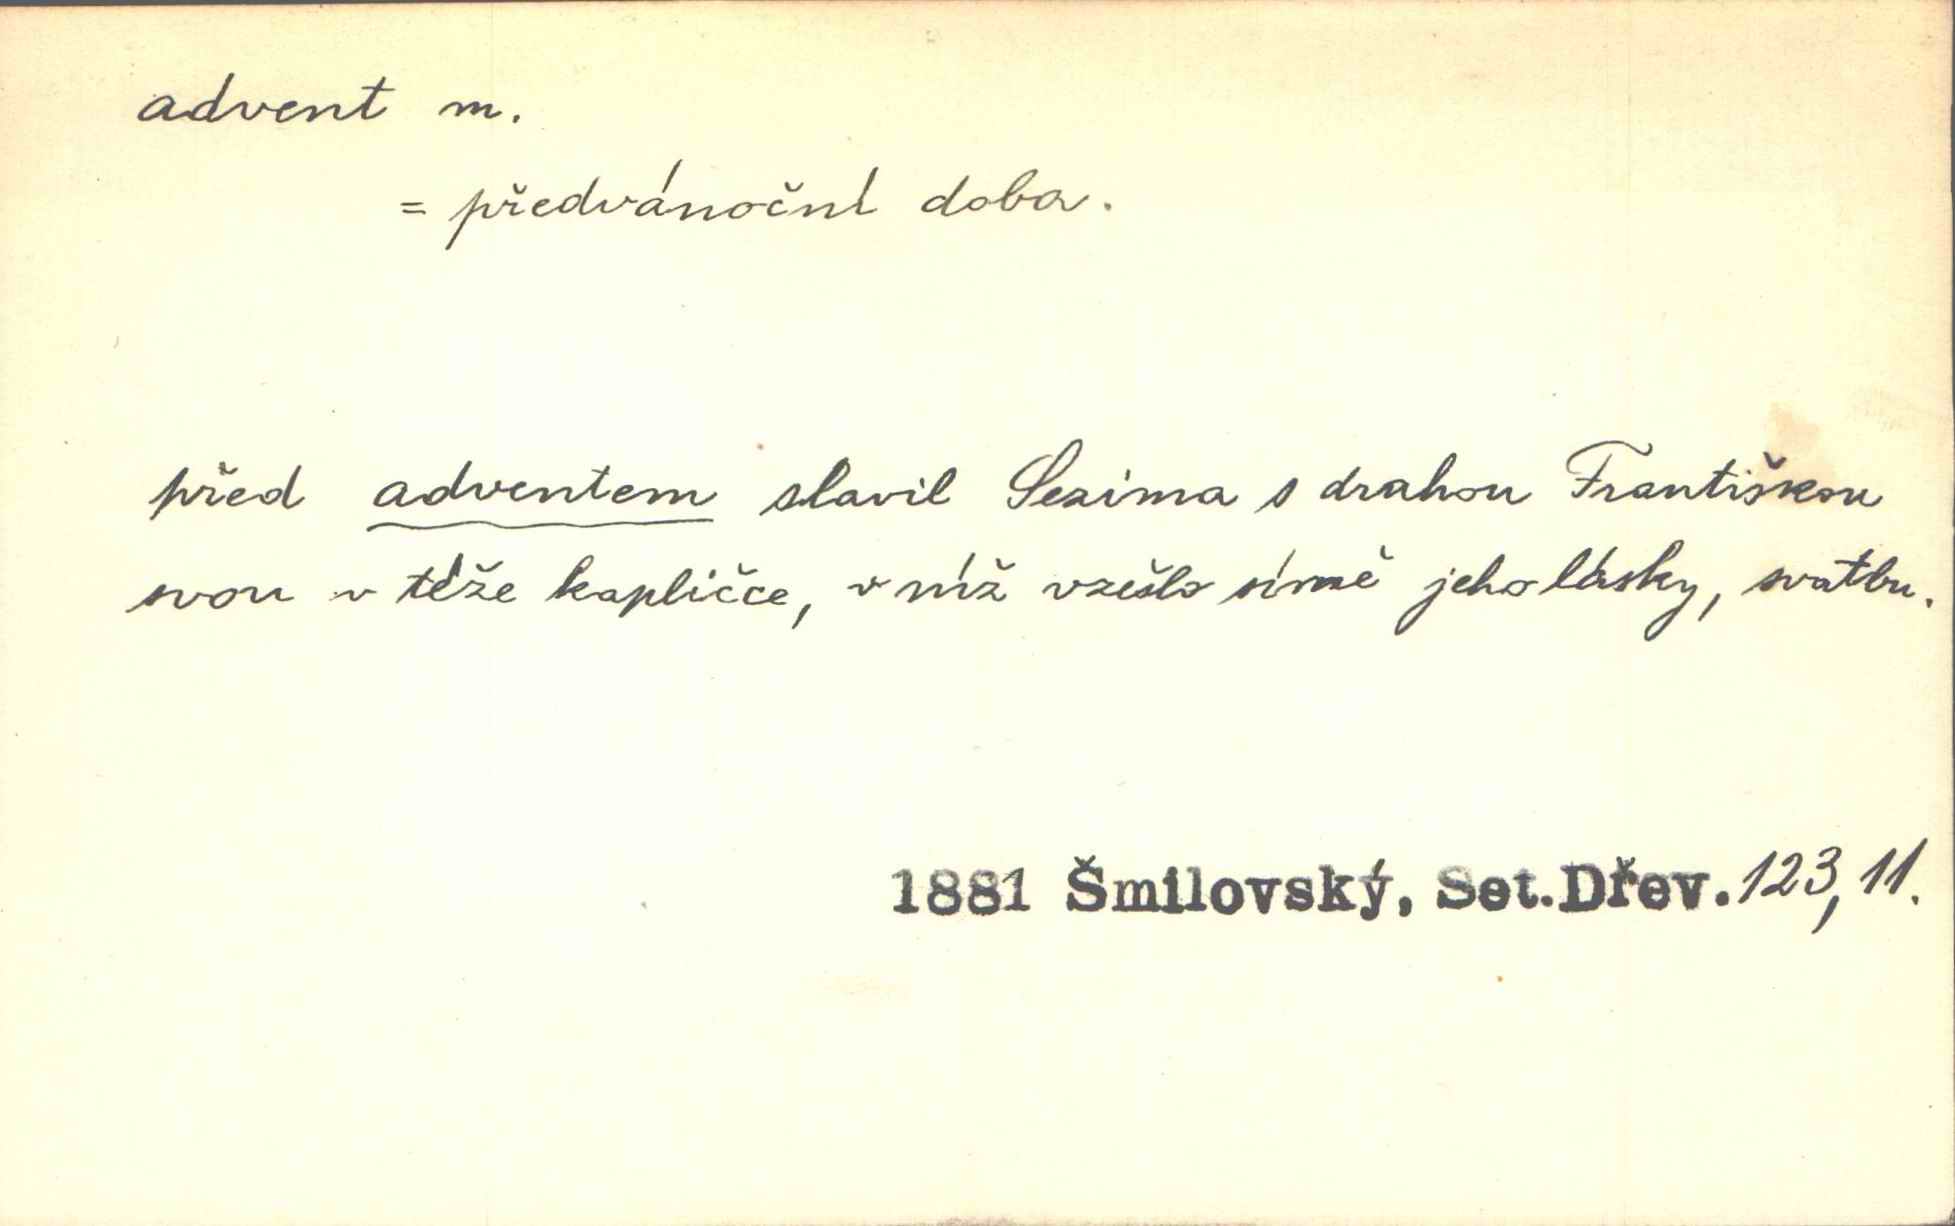 advent m.
= předvánoční doba.
před adventem slavil Sezima s drahou Františkou
svou v téže kapličce, v níž vzešlo símě jeho lásky, svatbu.
1881 Šmilovský, Set.Dřev. 123, 11.